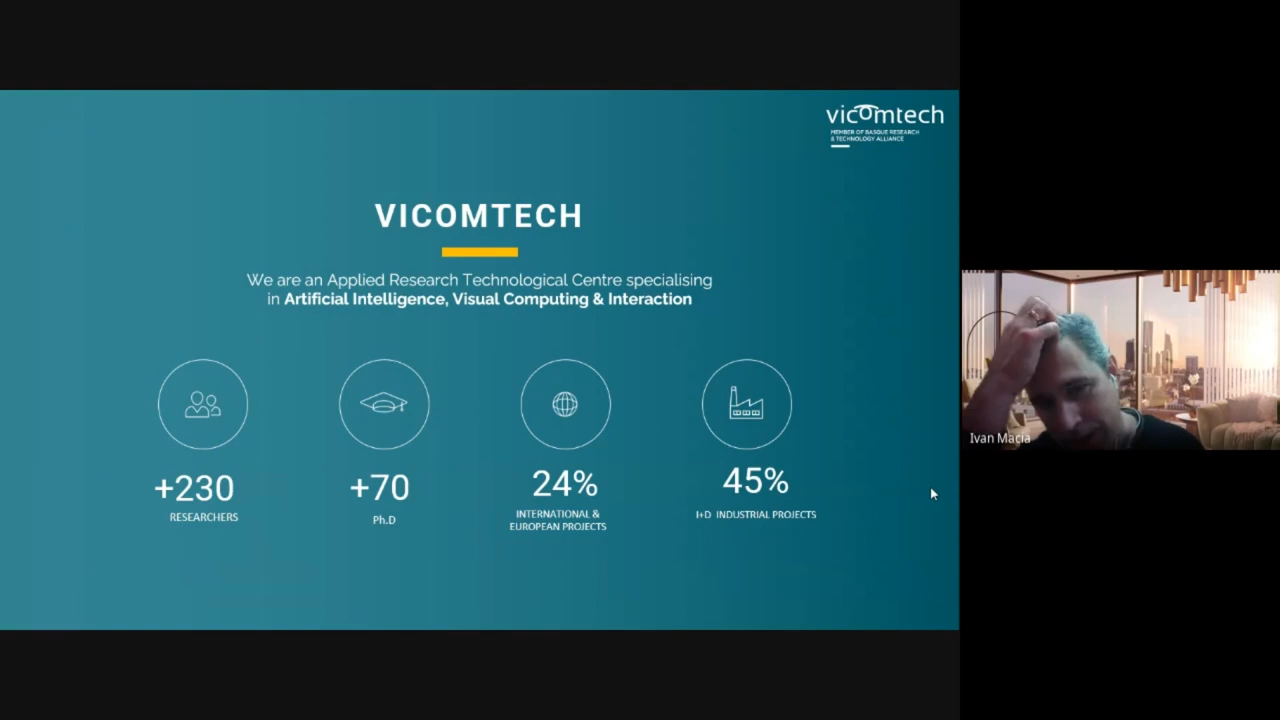 vicomtech
MEMBER OF BASQUE RESEARCH
& TECHNOLOGY ALLIANCE
VICOMTECH
We are an Applied Research Technological Centre specialising
in Artificial Intelligence, Visual Computing & Interaction
+230
RESEARCHERS
+70
Ph.D
24%
INTERNATIONAL &
EUROPEAN PROJECTS
45%
I+D INDUSTRIAL PROJECTS
Ivan Macia